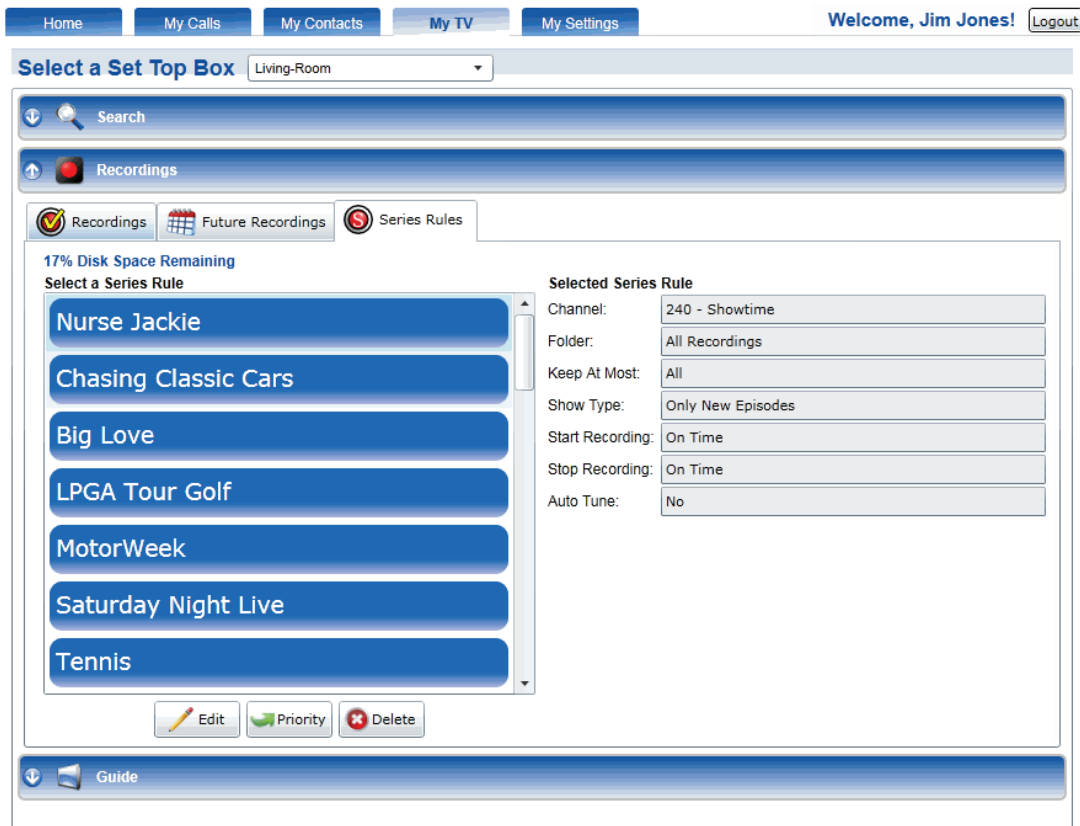 Home My Calls My Contacts My TV My Settings Welcome, Jim Jones! Logout
Select a Set Top Box Living-Room
Search
Recordings
Recordings Future Recordings S Series Rules
17% Disk Space Remaining
Select a Series Rule
Nurse Jackie
Chasing Classic Cars
Big Love
LPGA Tour Golf
MotorWeek
Saturday Night Live
Tennis
Selected Series Rule
Channel: 240 - Showtime
Folder: All Recordings
Keep At Most: All
Show Type: Only New Episodes
Start Recording: On Time
Stop Recording: On Time
Auto Tune: No
Edit Priority Delete
Guide